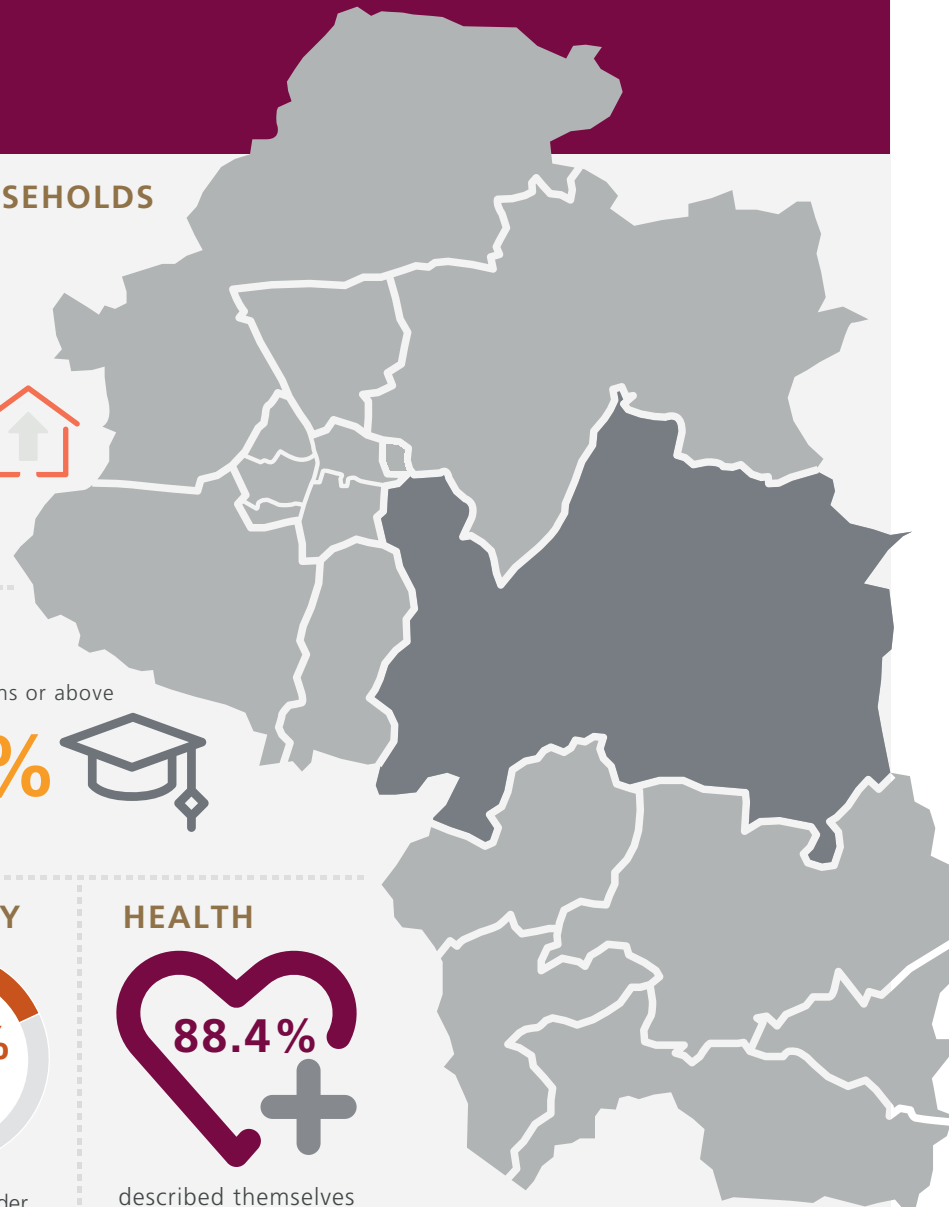 SEHOLDS
ns or above
%
Y
HEALTH
%
88.4%
der
described themselves